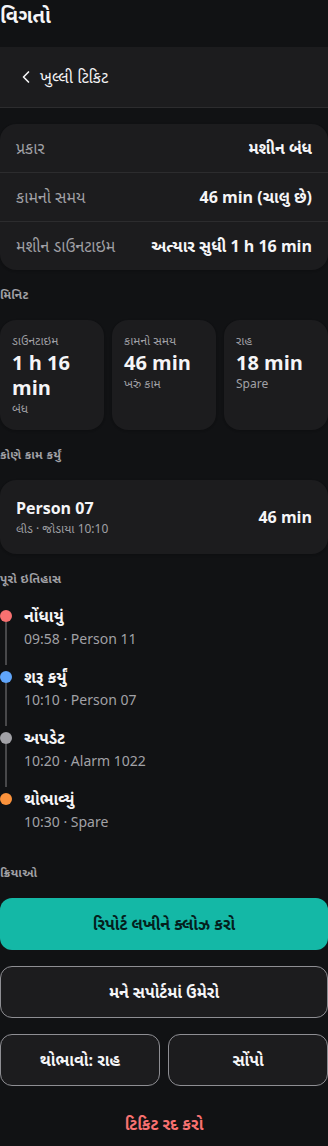 વિગતો
ખુલ્લી ટિકિટ
પ્રકાર
મશીન બંધ
કામનો સમય
46 min (ચાલુ છે)
મશીન ડાઉનટાઇમ
અત્યાર સુધી 1 h 16 min
મિનિટ
ડાઉનટાઇમ
1 h 16
min
બંધ
કામનો સમય
46 min
ખરું કામ
રાહ
18 min
Spare
કોણે કામ કર્યું
Person 07
લીડ · જોડાયા 10:10
46 min
પૂરો ઇતિહાસ
નોંધાયું
09:58 · Person 11
શરૂ કર્યું
10:10 · Person 07
અપડેટ
10:20 · Alarm 1022
થોભાવ્યું
10:30 · Spare
ક્રિયાઓ
રિપોર્ટ લખીને ક્લોઝ કરો
મને સપોર્ટમાં ઉમેરો
થોભાવો: રાહ
સોંપો
ટિકિટ રદ કરો